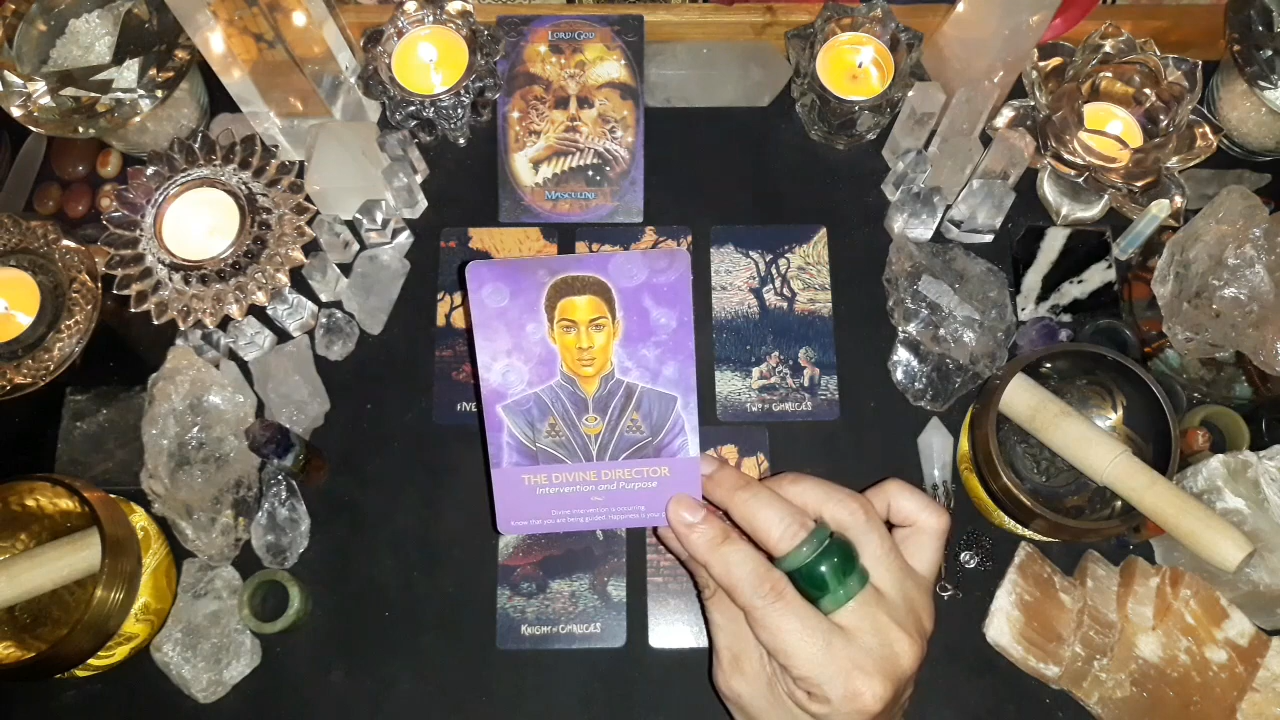 LORD/GOD
MASCULINE
FIVE
TWO OF CHALICES
THE DIVINE DIRECTOR
Intervention and Purpose
Divine intervention is occurring.
Know that you are being guided. Happiness is your
KNIGHT OF CHALICES